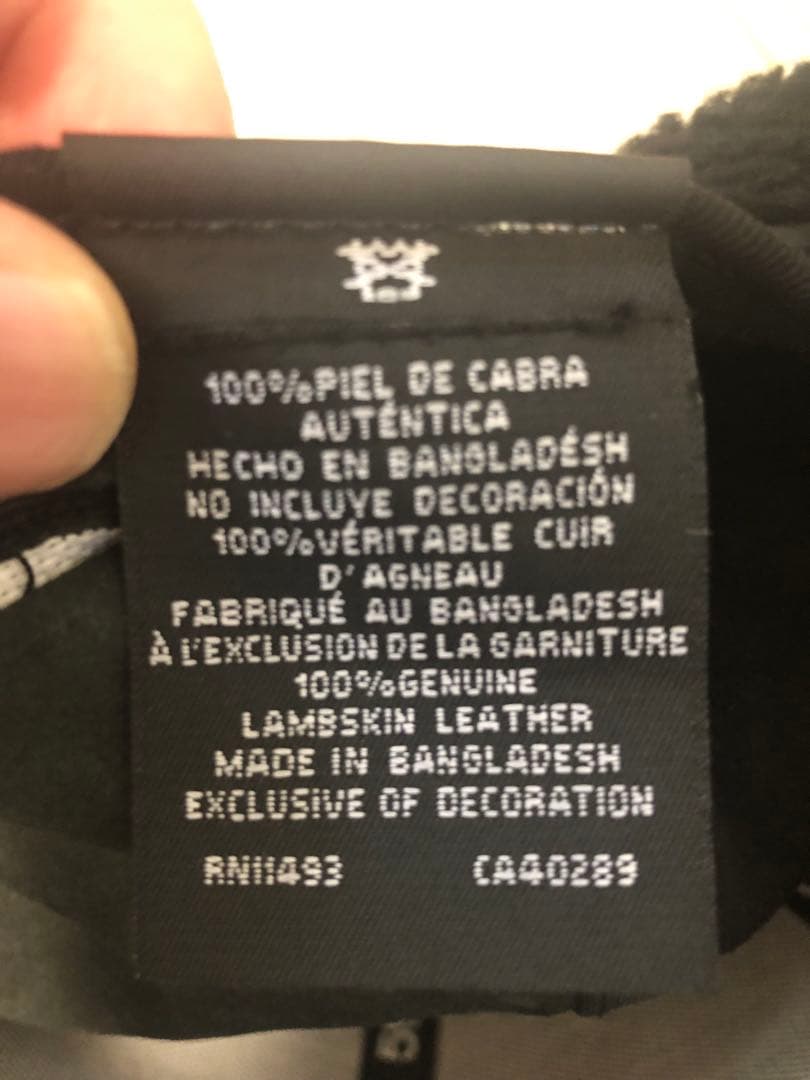 100%PIEL DE CABRA
AUTÉNTICA
HECHO EN BANGLADÉSH
NO INCLUYE DECORACIÓN
100%VÉRITABLE CUIR
D'AGNEAU
FABRIQUÉ AU BANGLADESH
À L'EXCLUSION DE LA GARNITURE
100%GENUINE
LAMBSKIN LEATHER
MADE IN BANGLADESH
EXCLUSIVE OF DECORATION
RN11493 CA40289